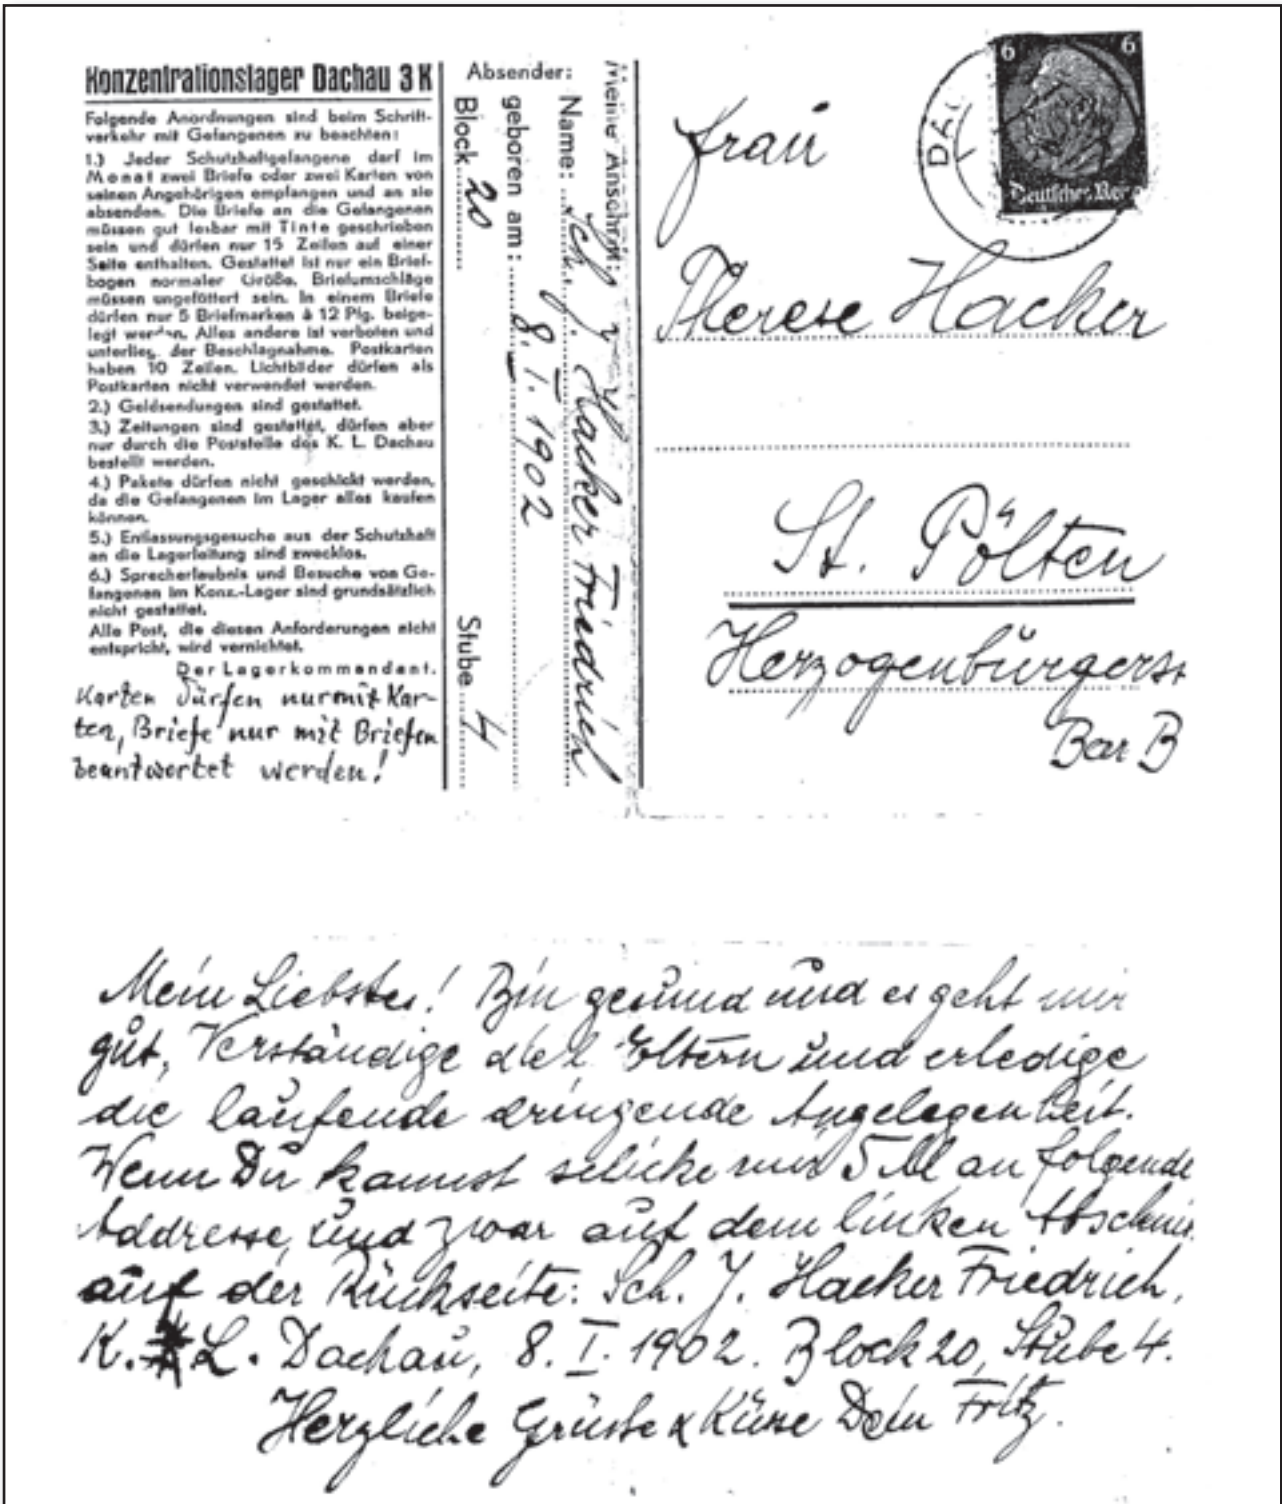 Konzentrationslager Dachau 3 K
Folgende Anordnungen sind beim Schrift-
verkehr mit Gefangenen zu beachten:
1.) Jeder Schutzhaftgefangene darf im
Monat zwei Briefe oder zwei Karten von
seinen Angehörigen empfangen und an sie
absenden. Die Briefe an die Gefangenen
müssen gut lesbar mit Tinte geschrieben
sein und dürfen nur 15 Zeilen auf einer
Seite enthalten. Gestattet ist nur ein Brief-
bogen normaler Größe. Briefumschläge
müssen ungefüttert sein. In einem Briefe
dürfen nur 5 Briefmarken à 12 Pfg. beige-
legt werden. Alles andere ist verboten und
unterliegt der Beschlagnahme. Postkarten
haben 10 Zeilen. Lichtbilder dürfen als
Postkarten nicht verwendet werden.
2.) Geldsendungen sind gestattet.
3.) Zeitungen sind gestattet, dürfen aber
nur durch die Poststelle des K. L. Dachau
bestellt werden.
4.) Pakete dürfen nicht geschickt werden,
da die Gefangenen im Lager alles kaufen
können.
5.) Entlassungsgesuche aus der Schutzhaft
an die Lagerleitung sind zwecklos.
6.) Sprecherlaubnis und Besuche von Ge-
fangenen im Konz.-Lager sind grundsätzlich
nicht gestattet.
Alle Post, die diesen Anforderungen nicht
entspricht, wird vernichtet.
Der Lagerkommandant.
Karten dürfen nur mit Kar-
ten, Briefe nur mit Briefen
beantwortet werden!
Absender:
Meine Anschrift:
Name: Sch. J. Hacker Friedrich
geboren am: 8. I. 1902
Block 20 Stube 4
6 6
Deutsches Reich
DAC
Frau
Therese Hacker
St. Pölten
Herzogenbürgerst
Bar B
Mein Liebstes! Bin gesund und es geht mir
gut, Verständige die Eltern und erledige
die laufende dringende Angelegenheit.
Wenn Du kannst schicke mir 5 M an folgende
Addresse, und zwar auf dem linken Abschnit
auf der Rückseite: Sch. J. Hacker Friedrich,
K. L. Dachau, 8. I. 1902. Block 20, Stube 4.
Herzliche Grüsse & Küsse Dein Fritz.